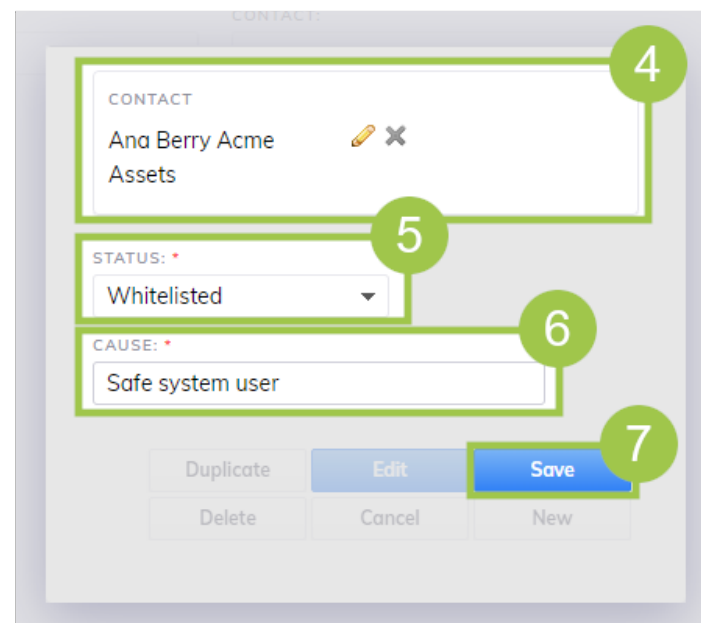 CONTACT:
4
CONTACT
Ana Berry Acme
Assets
5
STATUS: *
Whitelisted
6
CAUSE: *
Safe system user
7
Duplicate Edit Save
Delete Cancel New